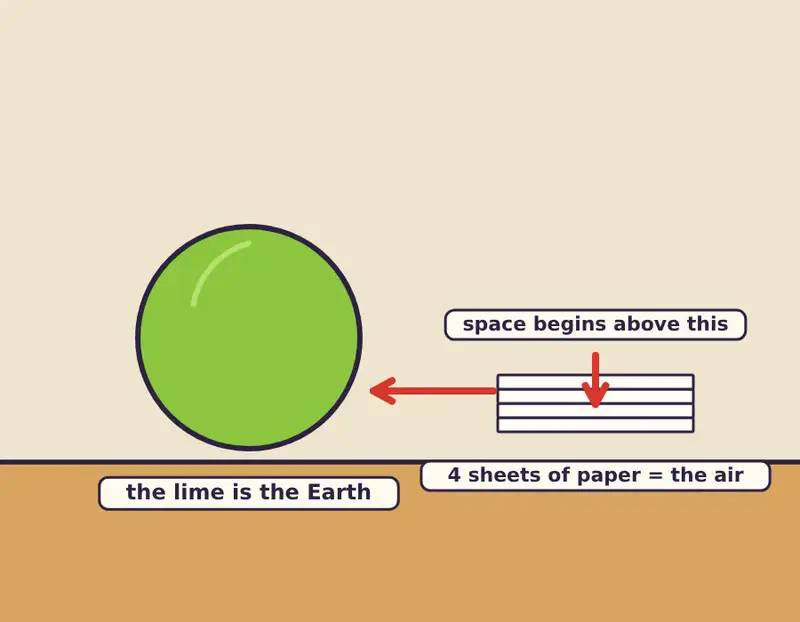 space begins above this
4 sheets of paper = the air
the lime is the Earth